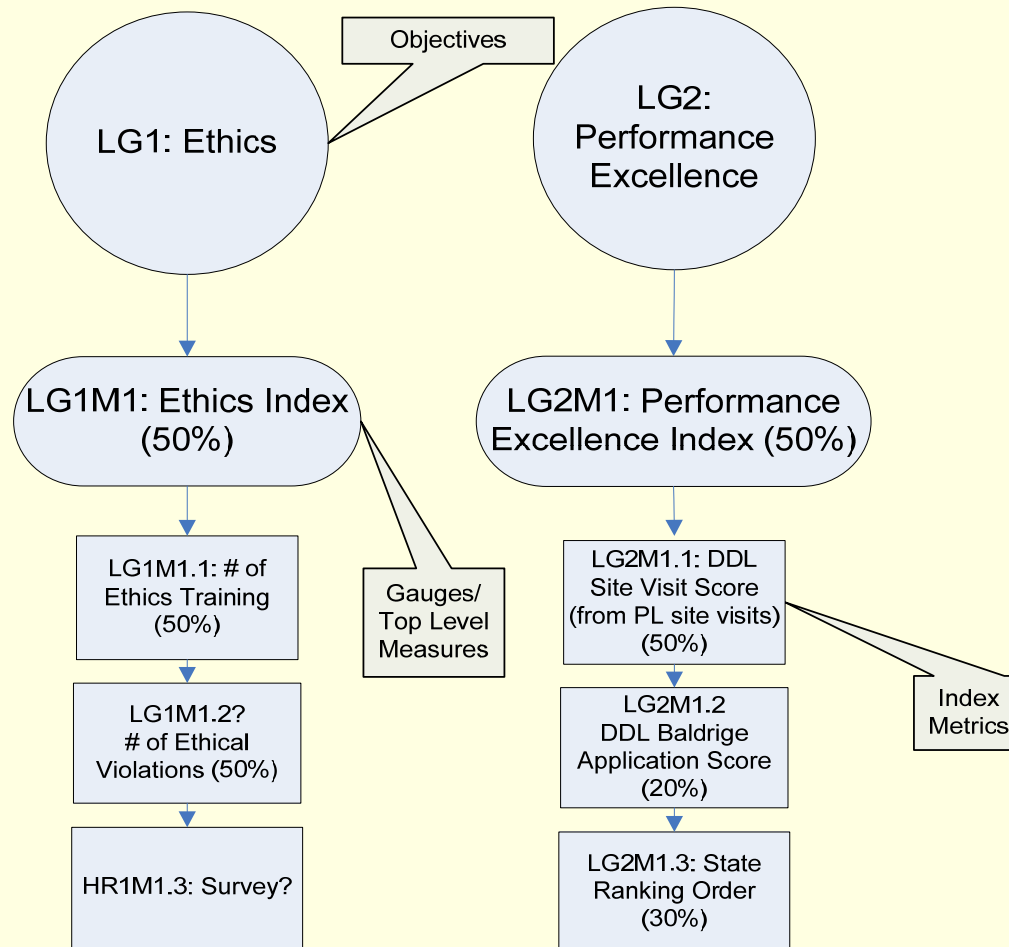 Objectives
LG1: Ethics
LG2:
Performance
Excellence
LG1M1: Ethics Index
(50%)
LG2M1: Performance
Excellence Index (50%)
LG1M1.1: # of
Ethics Training
(50%)
Gauges/
Top Level
Measures
LG2M1.1: DDL
Site Visit Score
(from PL site visits)
(50%)
Index
Metrics
LG1M1.2?
# of Ethical
Violations (50%)
LG2M1.2
DDL Baldrige
Application Score
(20%)
HR1M1.3: Survey?
LG2M1.3: State
Ranking Order
(30%)